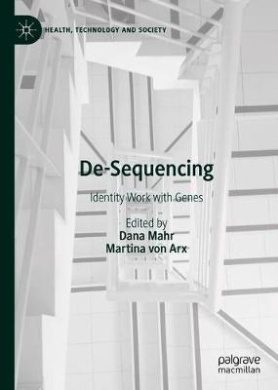 HEALTH, TECHNOLOGY AND SOCIETY
De-Sequencing
Identity Work with Genes
Edited by
Dana Mahr
Martina von Arx
palgrave
macmillan